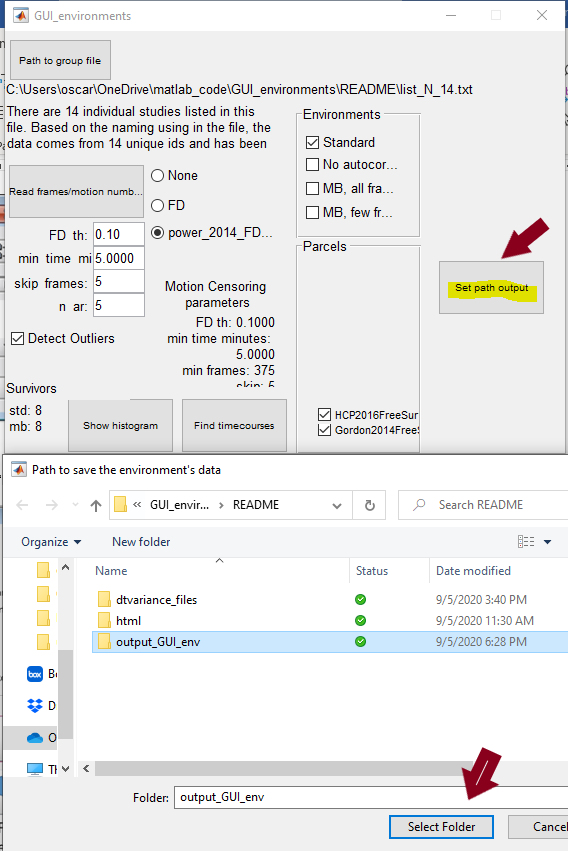 GUI_environments
Path to group file
C:\Users\oscar\OneDrive\matlab_code\GUI_environments\README\list_N_14.txt
There are 14 individual studies listed in this
file. Based on the naming using in the file, the
data comes from 14 unique ids and has been
Read frames/motion numb...
None
FD
power_2014_FD...
FD th: 0.10
min time mi 5.0000
skip frames: 5
n ar: 5
Detect Outliers
Motion Censoring
parameters
FD th: 0.1000
min time minutes:
5.0000
min frames: 375
skip: 5
Survivors
std: 8
mb: 8
Show histogram
Find timecourses
Environments
Standard
No autocor...
MB, all fra...
MB, few fr...
Parcels
HCP2016FreeSur
Gordon2014FreeS
Set path output
Path to save the environment's data
« GUI_envir... › README
Search README
Organize
New folder
Name Status Date modified
dtvariance_files 9/5/2020 3:40 PM
html 9/5/2020 11:30 AM
output_GUI_env 9/5/2020 6:28 PM
box
Folder: output_GUI_env
Select Folder
Cancel